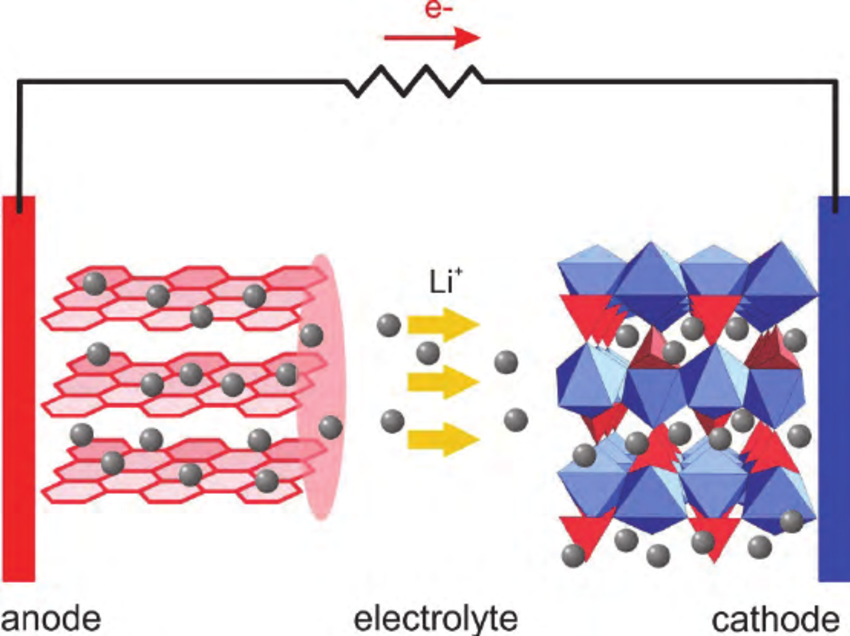 e-
Li⁺
anode
electrolyte
cathode